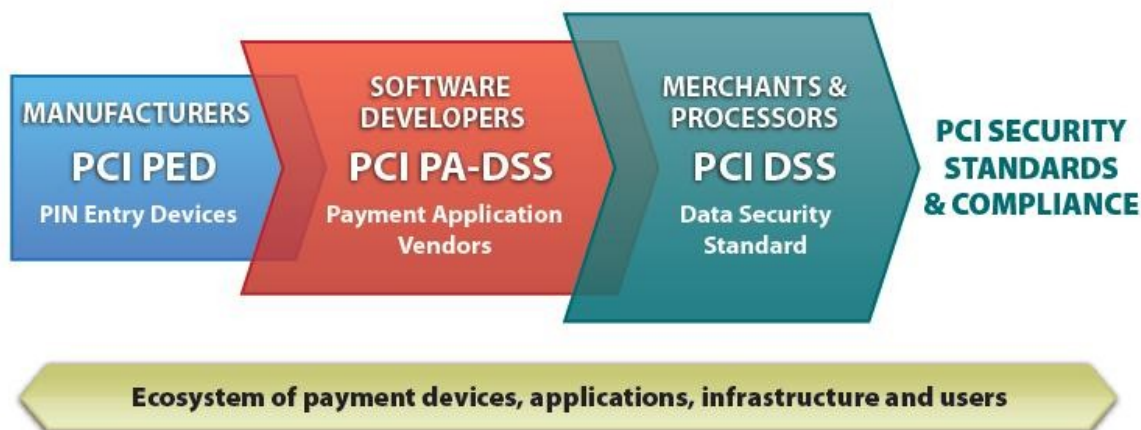 MANUFACTURERS
PCI PED
PIN Entry Devices
SOFTWARE
DEVELOPERS
PCI PA-DSS
Payment Application
Vendors
MERCHANTS &
PROCESSORS
PCI DSS
Data Security
Standard
PCI SECURITY
STANDARDS
& COMPLIANCE
Ecosystem of payment devices, applications, infrastructure and users